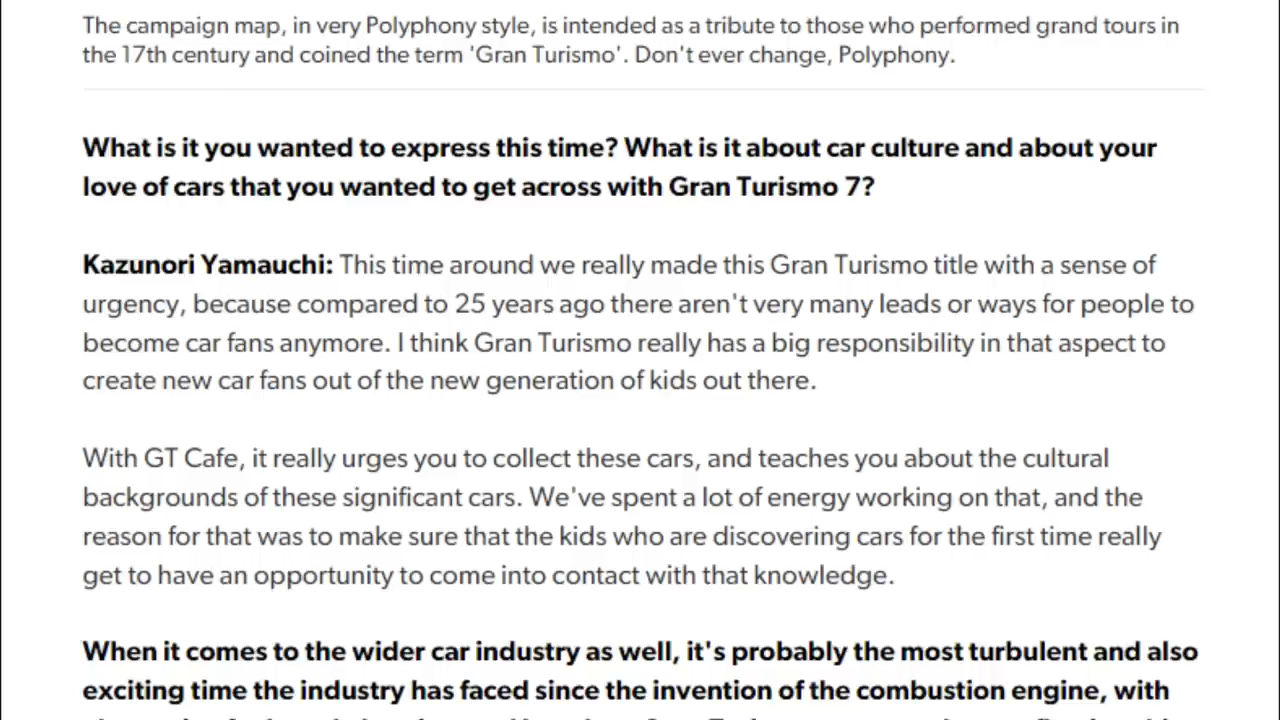 The campaign map, in very Polyphony style, is intended as a tribute to those who performed grand tours in
the 17th century and coined the term 'Gran Turismo'. Don't ever change, Polyphony.
What is it you wanted to express this time? What is it about car culture and about your
love of cars that you wanted to get across with Gran Turismo 7?
Kazunori Yamauchi: This time around we really made this Gran Turismo title with a sense of
urgency, because compared to 25 years ago there aren't very many leads or ways for people to
become car fans anymore. I think Gran Turismo really has a big responsibility in that aspect to
create new car fans out of the new generation of kids out there.
With GT Cafe, it really urges you to collect these cars, and teaches you about the cultural
backgrounds of these significant cars. We've spent a lot of energy working on that, and the
reason for that was to make sure that the kids who are discovering cars for the first time really
get to have an opportunity to come into contact with that knowledge.
When it comes to the wider car industry as well, it's probably the most turbulent and also
exciting time the industry has faced since the invention of the combustion engine, with